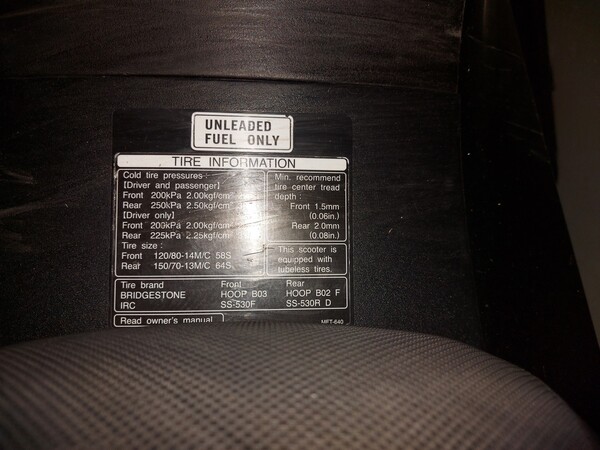 UNLEADED
FUEL ONLY
TIRE INFORMATION
Cold tire pressures :
[Driver and passenger]
Front 200kPa 2.00kgf/cm²
Rear 250kPa 2.50kgf/cm²
[Driver only]
Front 200kPa 2.00kgf/cm²
Rear 225kPa 2.25kgf/cm²
Tire size :
Front 120/80-14M/C 58S
Rear 150/70-13M/C 64S
Min. recommend
tire center tread
depth :
Front 1.5mm
(0.06in.)
Rear 2.0mm
(0.08in.)
This scooter is
equipped with
tubeless tires.
Tire brand Front Rear
BRIDGESTONE HOOP B03 HOOP B02 F
IRC SS-530F SS-530R D
Read owner's manual
MFT-640